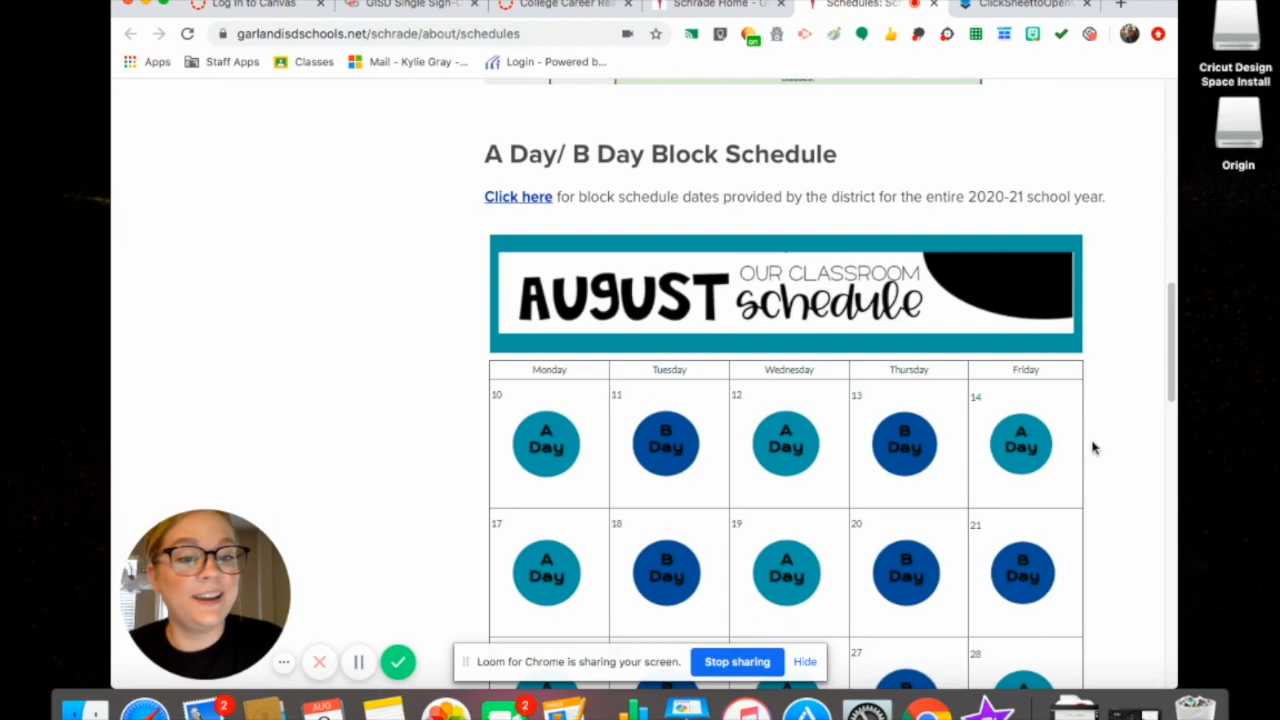 Log In to Canvas
GISD Single Sign-
College Career Re
Schrade Home - G
Schedules: Sc
ClickSheettoOpen
garlandisdschools.net/schrade/about/schedules
on
Apps
Staff Apps
Classes
Mail - Kylie Gray -...
Login - Powered b...
Cricut Design
Space Install
Origin
A Day/ B Day Block Schedule
Click here for block schedule dates provided by the district for the entire 2020-21 school year.
AUGUST OUR CLASSROOM
schedule
Monday Tuesday Wednesday Thursday Friday
10 11 12 13 14
A Day
B Day
A Day
B Day
A Day
17 18 19 20 21
A Day
B Day
A Day
B Day
B Day
27 28
Loom for Chrome is sharing your screen. Stop sharing Hide
2
AUG
2